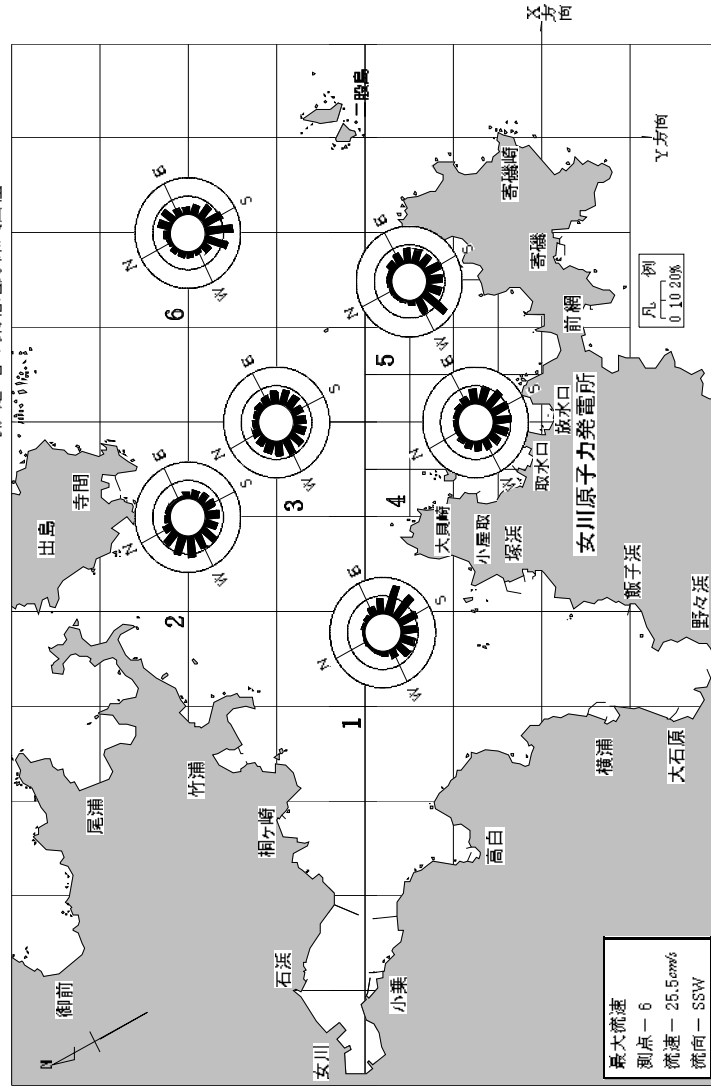 X方向
Y方向
二股島
寄磯崎
寄磯
前網
凡　例
0 10 20%
N
E
S
W
6
N
E
S
W
5
N
E
S
W
3
N
E
S
W
4
放水口
取水口
女川原子力発電所
出島
寺間
N
E
S
W
2
大貝崎
小屋取
塚浜
飯子浜
野々浜
N
E
S
W
1
尾浦
竹浦
桐ケ崎
横浦
大石原
高白
御前
石浜
小乗
女川
N
最大流速
測点－6
流速－25.5cm/s
流向－SSW